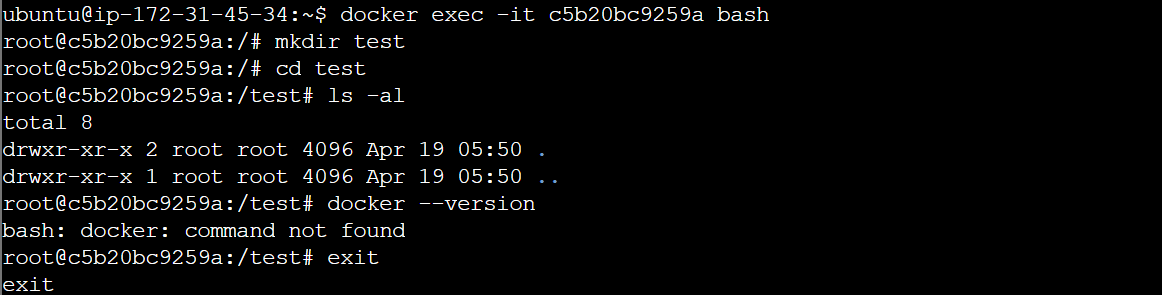 ubuntu@ip-172-31-45-34:~$ docker exec -it c5b20bc9259a bash
root@c5b20bc9259a:/# mkdir test
root@c5b20bc9259a:/# cd test
root@c5b20bc9259a:/test# ls -al
total 8
drwxr-xr-x 2 root root 4096 Apr 19 05:50 .
drwxr-xr-x 1 root root 4096 Apr 19 05:50 ..
root@c5b20bc9259a:/test# docker --version
bash: docker: command not found
root@c5b20bc9259a:/test# exit
exit